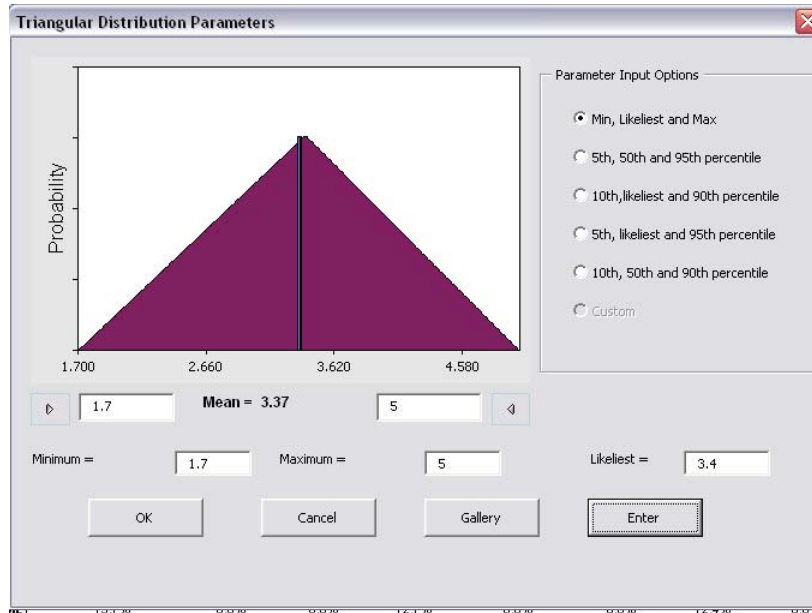 Triangular Distribution Parameters
Probability
1.700 2.660 3.620 4.580
1.7 Mean = 3.37 5
Parameter Input Options
Min, Likeliest and Max
5th, 50th and 95th percentile
10th,likeliest and 90th percentile
5th, likeliest and 95th percentile
10th, 50th and 90th percentile
Custom
Minimum = 1.7 Maximum = 5 Likeliest = 3.4
OK Cancel Gallery Enter